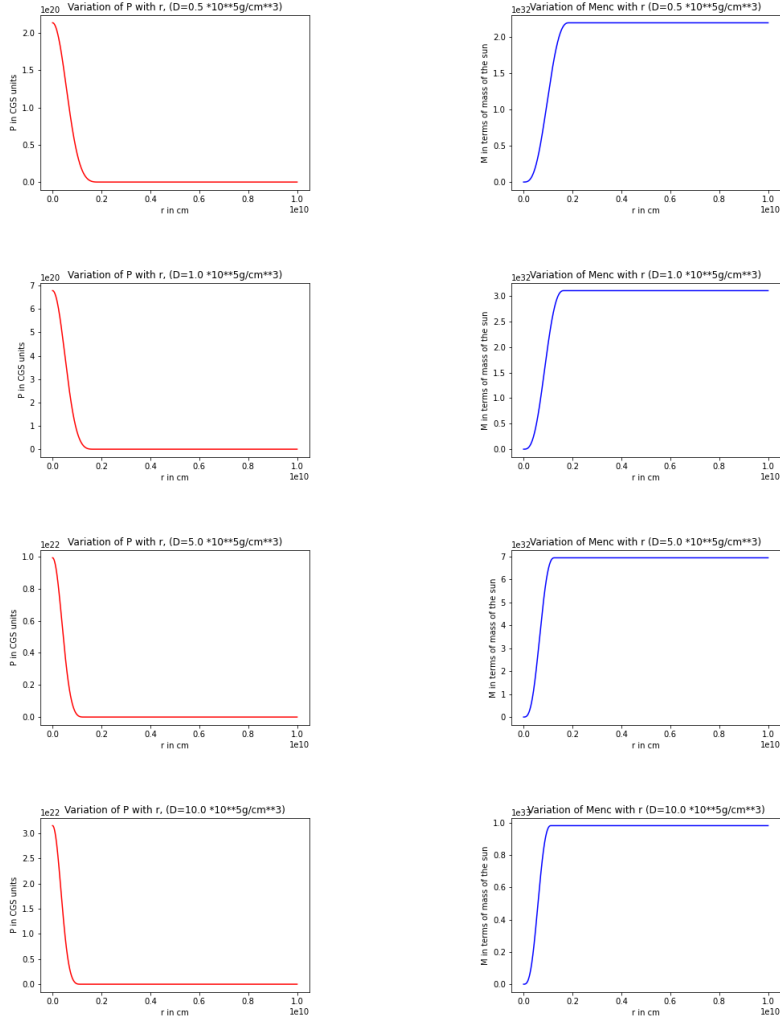 1e20 Variation of P with r, (D=0.5 *10**5g/cm**3)
2.0
1.5
1.0
0.5
0.0
P in CGS units
0.0 0.2 0.4 0.6 0.8 1.0
r in cm
1e10
1e32 Variation of Menc with r (D=0.5 *10**5g/cm**3)
2.0
1.5
1.0
0.5
0.0
M in terms of mass of the sun
0.0 0.2 0.4 0.6 0.8 1.0
r in cm
1e10
1e20 Variation of P with r, (D=1.0 *10**5g/cm**3)
7
6
5
4
3
2
1
0
P in CGS units
0.0 0.2 0.4 0.6 0.8 1.0
r in cm
1e10
1e32 Variation of Menc with r (D=1.0 *10**5g/cm**3)
3.0
2.5
2.0
1.5
1.0
0.5
0.0
M in terms of mass of the sun
0.0 0.2 0.4 0.6 0.8 1.0
r in cm
1e10
1e22 Variation of P with r, (D=5.0 *10**5g/cm**3)
1.0
0.8
0.6
0.4
0.2
0.0
P in CGS units
0.0 0.2 0.4 0.6 0.8 1.0
r in cm
1e10
1e32 Variation of Menc with r (D=5.0 *10**5g/cm**3)
7
6
5
4
3
2
1
0
M in terms of mass of the sun
0.0 0.2 0.4 0.6 0.8 1.0
r in cm
1e10
1e22 Variation of P with r, (D=10.0 *10**5g/cm**3)
3.0
2.5
2.0
1.5
1.0
0.5
0.0
P in CGS units
0.0 0.2 0.4 0.6 0.8 1.0
r in cm
1e10
1e33 Variation of Menc with r (D=10.0 *10**5g/cm**3)
1.0
0.8
0.6
0.4
0.2
0.0
M in terms of mass of the sun
0.0 0.2 0.4 0.6 0.8 1.0
r in cm
1e10